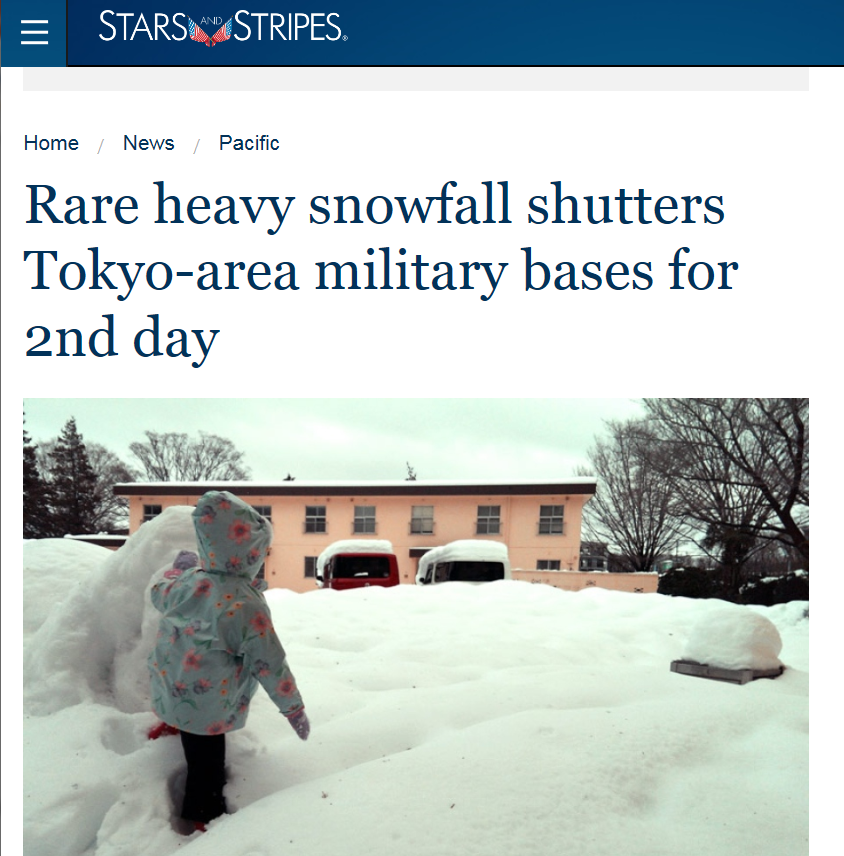 STARS AND STRIPES®
Home / News / Pacific
Rare heavy snowfall shutters
Tokyo-area military bases for
2nd day